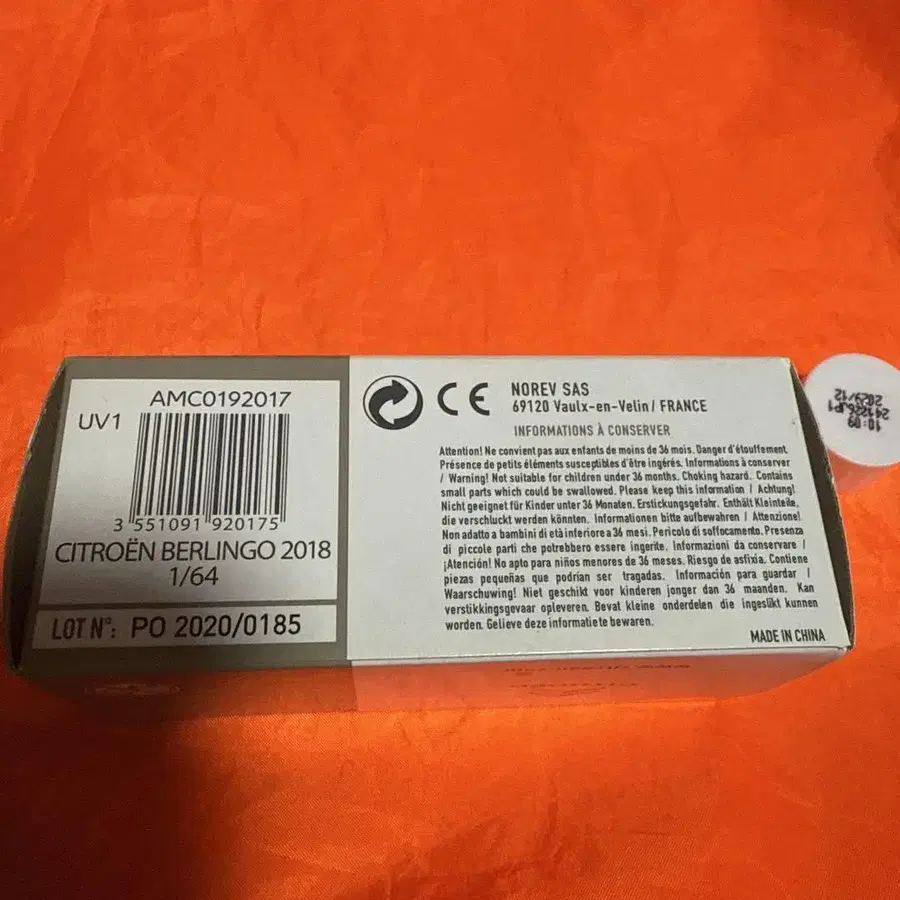 AMC0192017
UV1
3 551091 920175
CITROËN BERLINGO 2018
1/64
LOT N°: PO 2020/0185
CE
NOREV SAS
69120 Vaulx-en-Velin / FRANCE
INFORMATIONS À CONSERVER
Attention! Ne convient pas aux enfants de moins de 36 mois. Danger d'étouffement.
Présence de petits éléments susceptibles d'être ingérés. Informations à conserver
/ Warning! Not suitable for children under 36 months. Choking hazard. Contains
small parts which could be swallowed. Please keep this information / Achtung!
Nicht geeignet für Kinder unter 36 Monaten. Erstickungsgefahr. Enthält Kleinteile,
die verschluckt werden könnten. Informationen bitte aufbewahren / Attenzione!
Non adatto a bambini di età inferiore a 36 mesi. Pericolo di soffocamento. Presenza
di piccole parti che potrebbero essere ingerite. Informazioni da conservare /
¡Atención! No apto para niños menores de 36 meses. Riesgo de asfixia. Contiene
piezas pequeñas que podrían ser tragadas. Información para guardar /
Waarschuwing! Niet geschikt voor kinderen jonger dan 36 maanden. Kan
verstikkingsgevaar opleveren. Bevat kleine onderdelen die ingeslikt kunnen
worden. Gelieve deze informatie te bewaren.
MADE IN CHINA
10:09